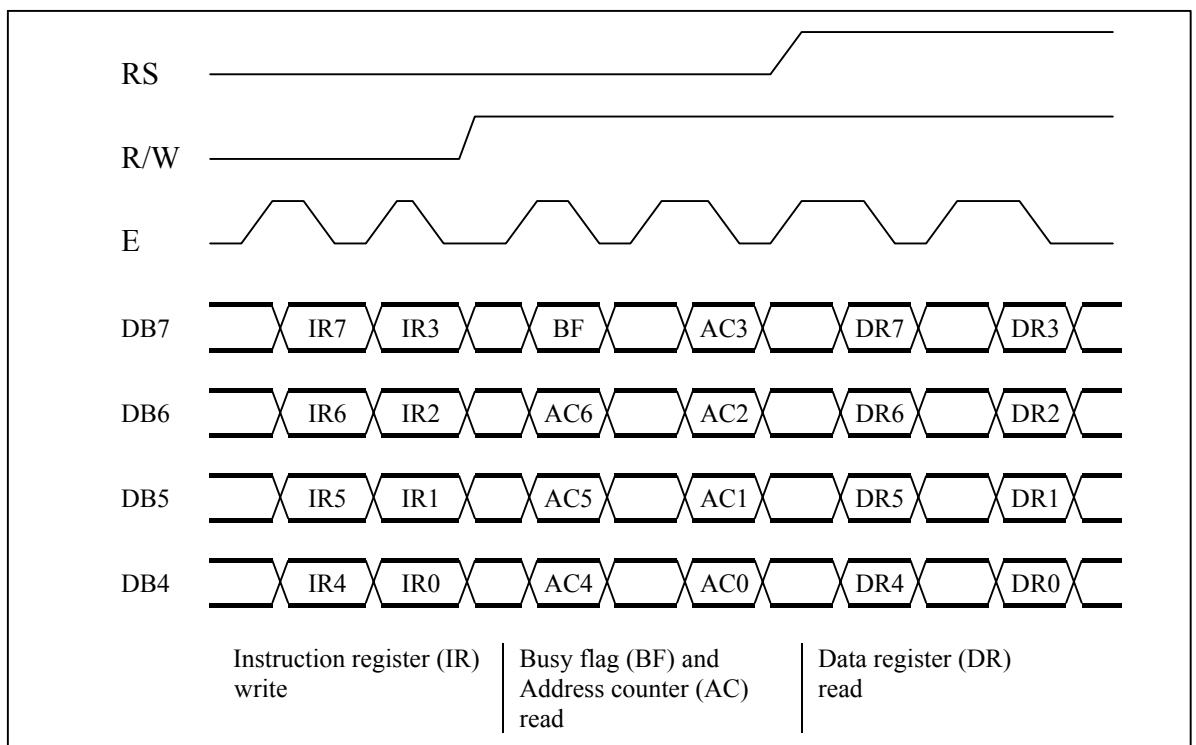 RS
R/W
E
DB7 IR7 IR3 BF AC3 DR7 DR3
DB6 IR6 IR2 AC6 AC2 DR6 DR2
DB5 IR5 IR1 AC5 AC1 DR5 DR1
DB4 IR4 IR0 AC4 AC0 DR4 DR0
Instruction register (IR)
write
Busy flag (BF) and
Address counter (AC)
read
Data register (DR)
read